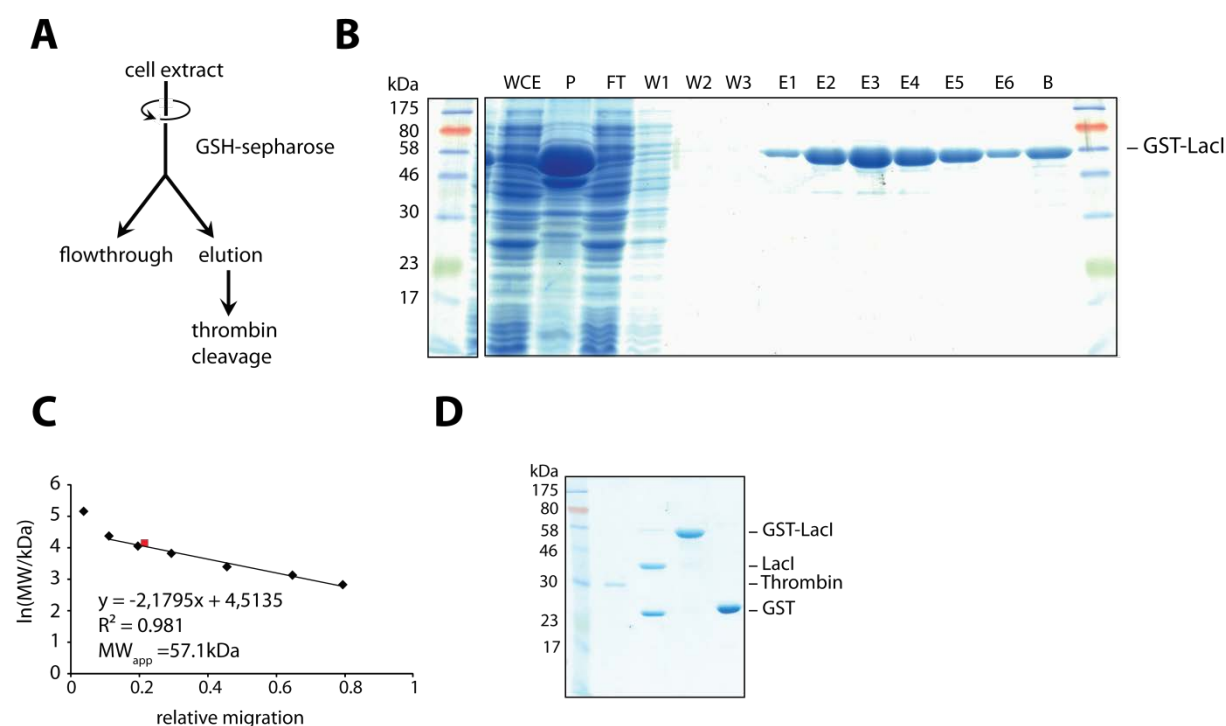 A
cell extract
GSH-sepharose
flowthrough elution
thrombin
cleavage
B
kDa WCE P FT W1 W2 W3 E1 E2 E3 E4 E5 E6 B
175
80
58
46
30
23
17
– GST-LacI
C
ln(MW/kDa)
6
5
4
3
2
1
0
y = -2,1795x + 4,5135
R² = 0.981
MWapp =57.1kDa
0 0.2 0.4 0.6 0.8 1
relative migration
D
kDa
175
80
58
46
30
23
17
– GST-LacI
– LacI
– Thrombin
– GST